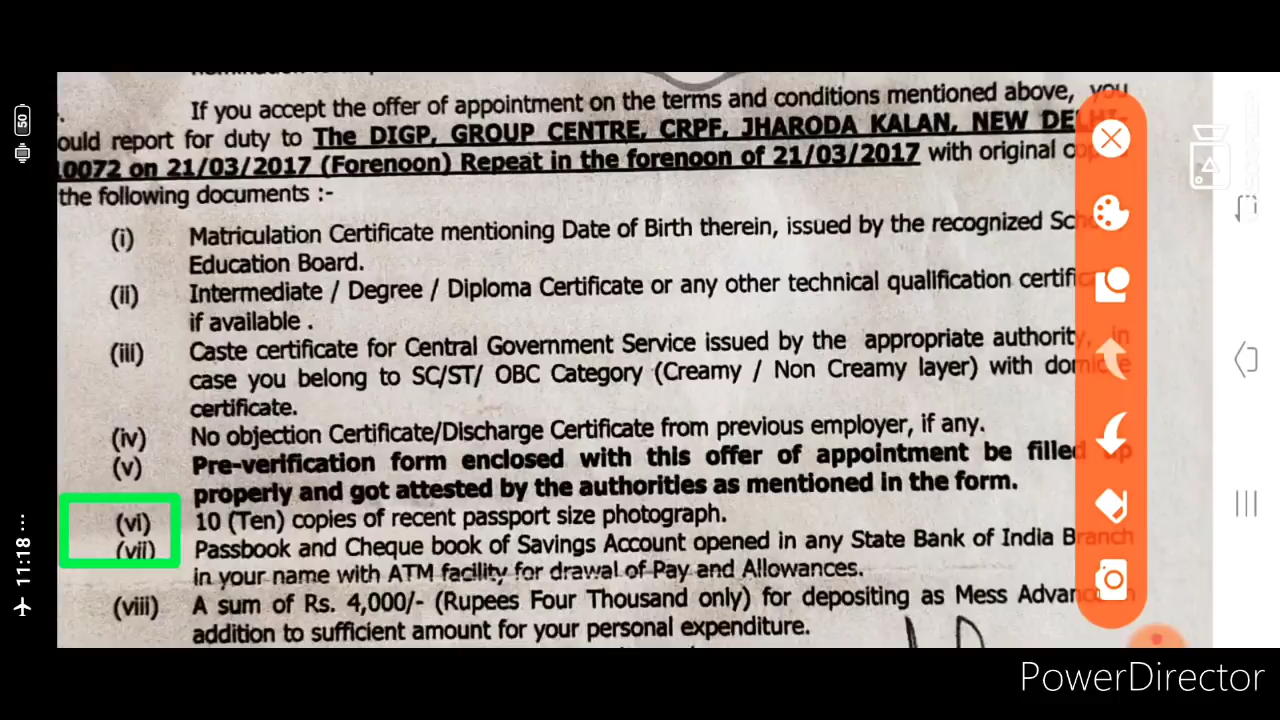 If you accept the offer of appointment on the terms and conditions mentioned above, you
ould report for duty to The DIGP, GROUP CENTRE, CRPF, JHARODA KALAN, NEW DELHI-
10072 on 21/03/2017 (Forenoon) Repeat in the forenoon of 21/03/2017 with original
the following documents :-
(i) Matriculation Certificate mentioning Date of Birth therein, issued by the recognized
Education Board.
(ii) Intermediate / Degree / Diploma Certificate or any other technical qualification
if available .
(iii) Caste certificate for Central Government Service issued by the appropriate authority, in
case you belong to SC/ST/ OBC Category (Creamy / Non Creamy layer) with domicile
certificate.
(iv) No objection Certificate/Discharge Certificate from previous employer, if any.
(v) Pre-verification form enclosed with this offer of appointment be filled up
properly and got attested by the authorities as mentioned in the form.
(vi) 10 (Ten) copies of recent passport size photograph.
(vii) Passbook and Cheque book of Savings Account opened in any State Bank of India Branch
in your name with ATM facility for drawal of Pay and Allowances.
(viii) A sum of Rs. 4,000/- (Rupees Four Thousand only) for depositing as Mess
addition to sufficient amount for your personal expenditure.
50
11:18 ...
PowerDirector